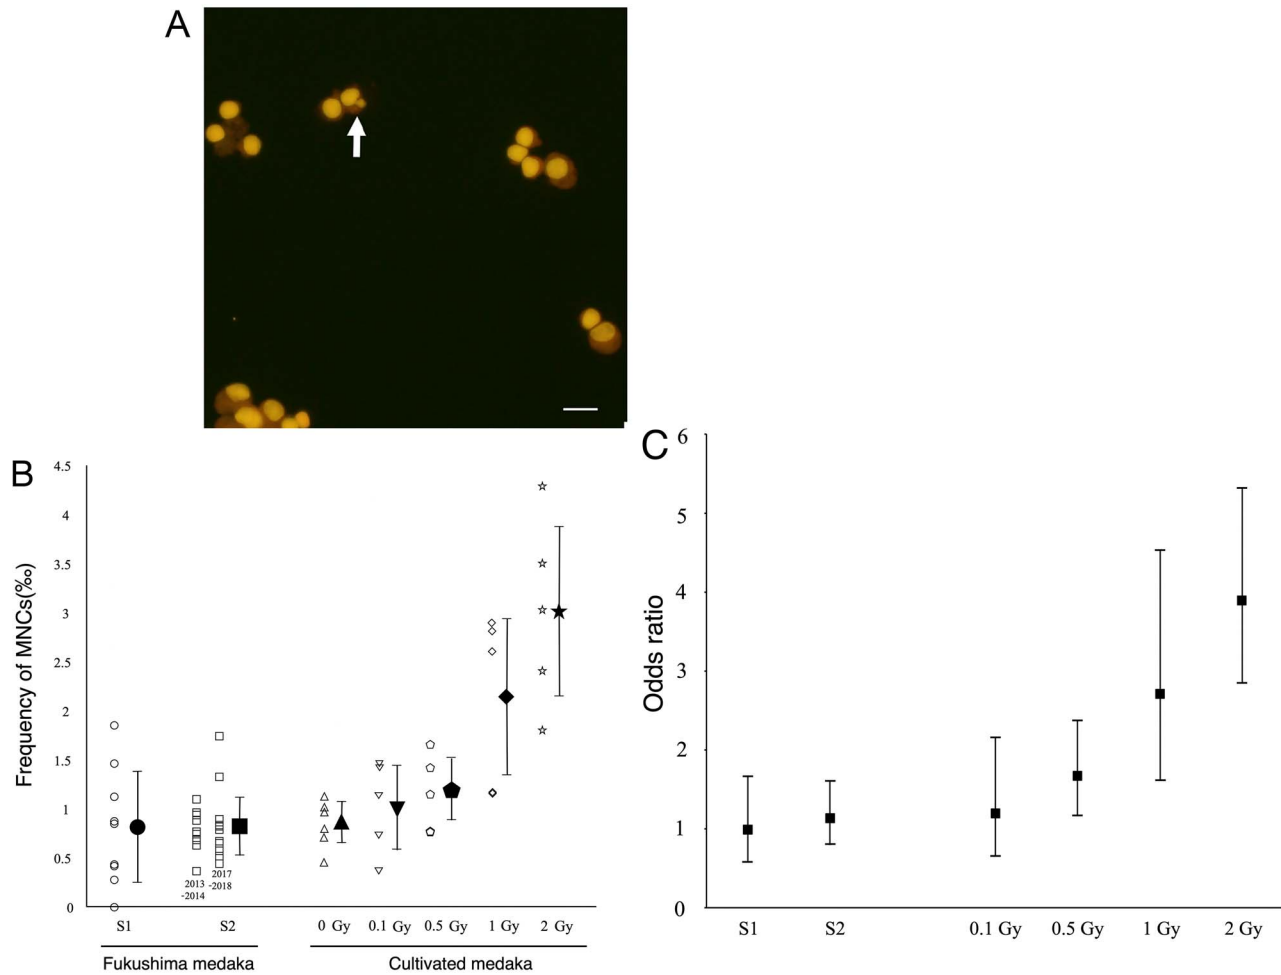 A
B
Frequency of MNCs(‰)
4.5
4
3.5
3
2.5
2
1.5
1
0.5
0
2013
-2014
2017
-2018
S1
S2
0 Gy
0.1 Gy
0.5 Gy
1 Gy
2 Gy
Fukushima medaka
Cultivated medaka
C
Odds ratio
6
5
4
3
2
1
0
S1
S2
0.1 Gy
0.5 Gy
1 Gy
2 Gy